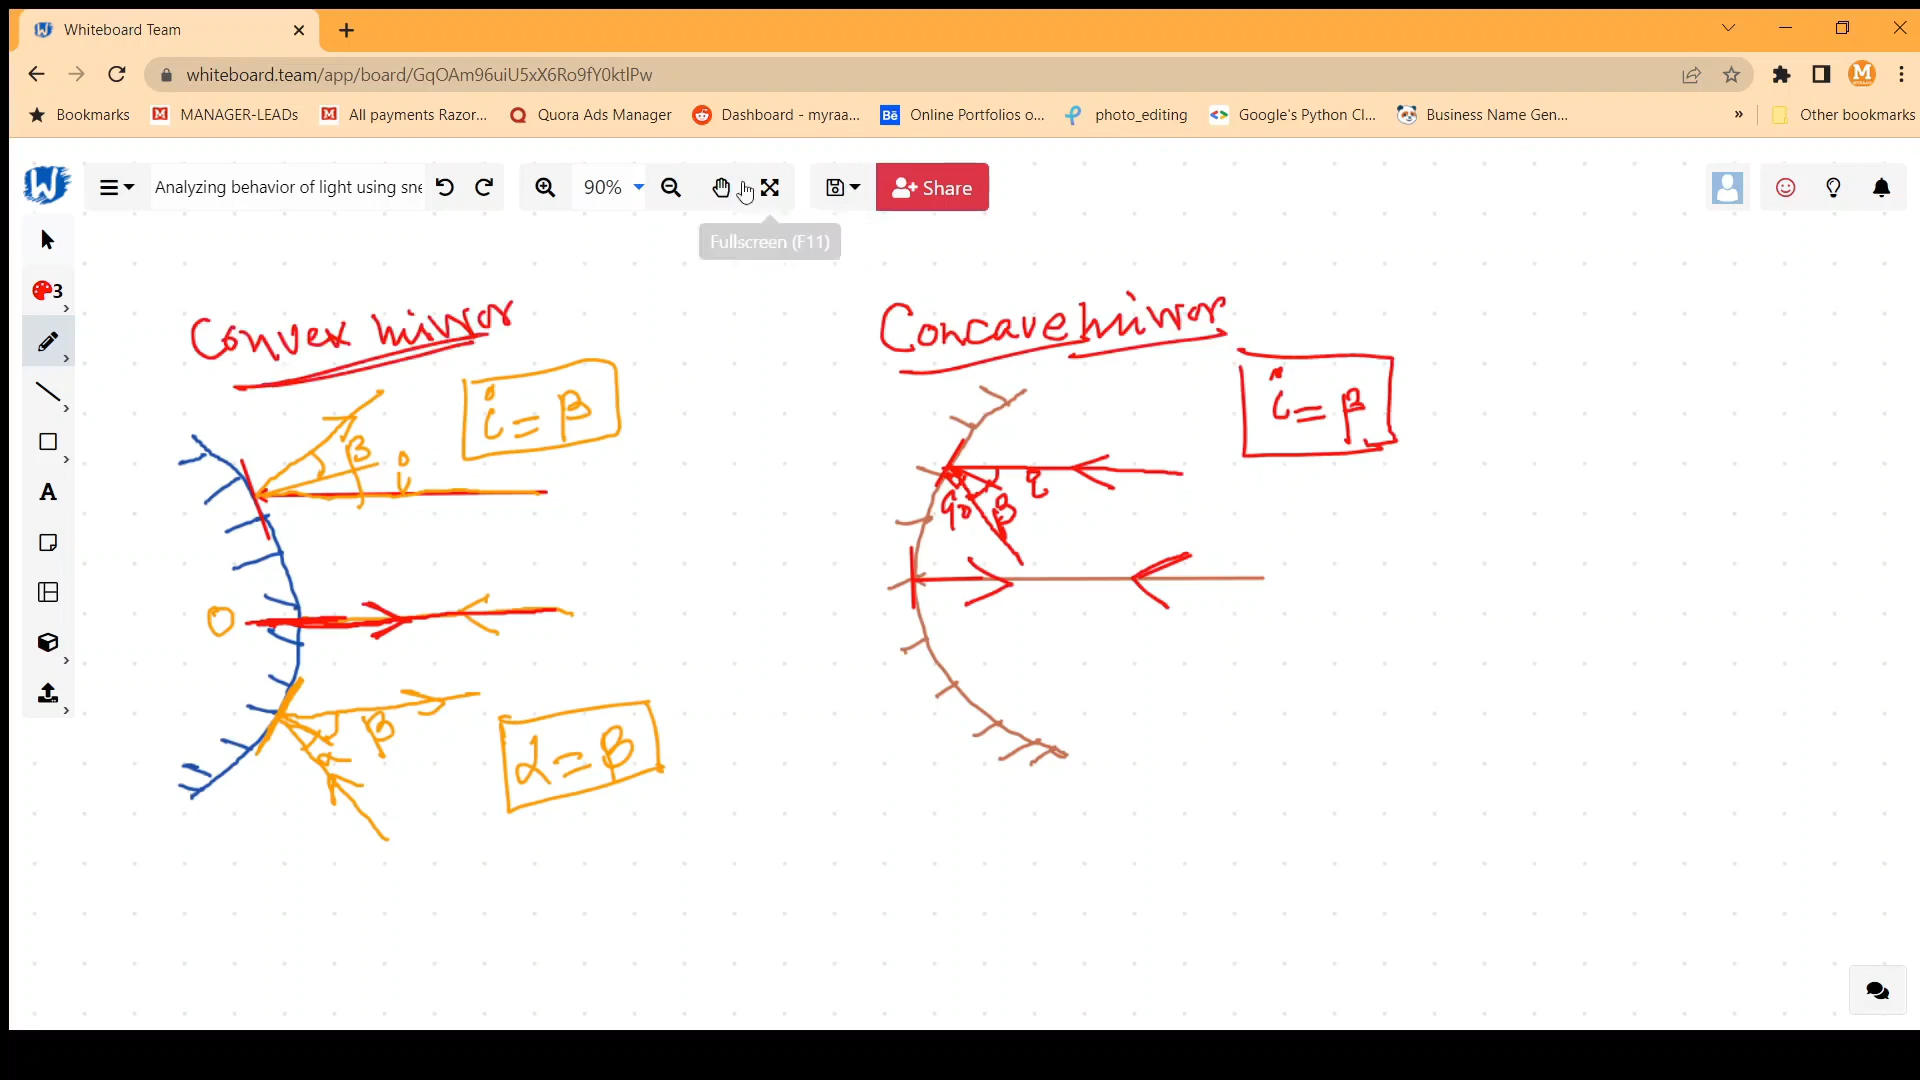 Whiteboard Team
whiteboard.team/app/board/GqOAm96uiU5xX6Ro9fY0ktlPw
Bookmarks MANAGER-LEADs All payments Razor... Quora Ads Manager Dashboard - myraa... Online Portfolios o... photo_editing Google's Python Cl... Business Name Gen... » Other bookmarks
Analyzing behavior of light using sne 90% Share
Fullscreen (F11)
3
A
Convex mirror
i = β
β
i
O
β
α
α = β
Concave mirror
i = β
90
β